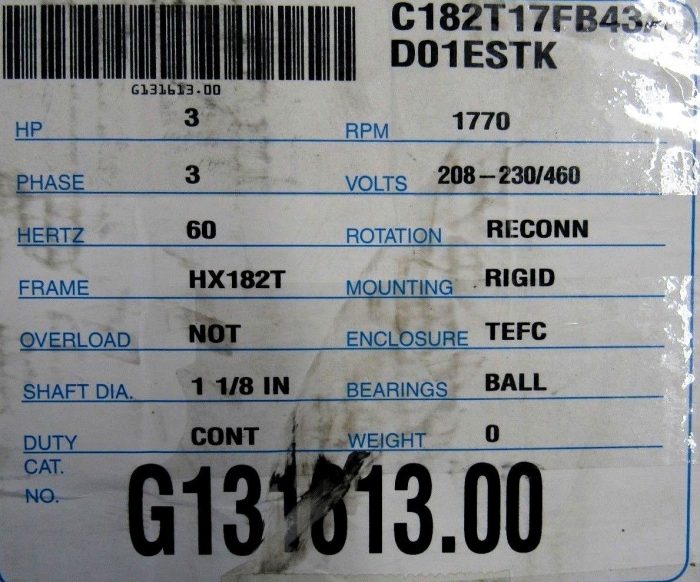 C182T17FB43
D01ESTK
G131613.00
HP 3 RPM 1770
PHASE 3 VOLTS 208-230/460
HERTZ 60 ROTATION RECONN
FRAME HX182T MOUNTING RIGID
OVERLOAD NOT ENCLOSURE TEFC
SHAFT DIA. 1 1/8 IN BEARINGS BALL
DUTY CONT WEIGHT 0
CAT.
NO. G131613.00